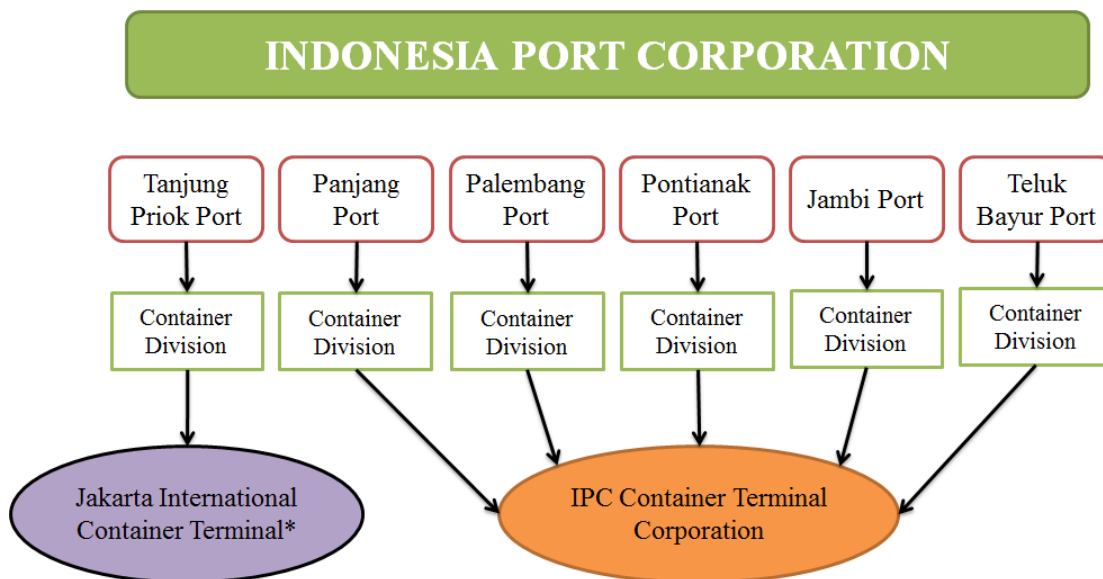 INDONESIA PORT CORPORATION
Tanjung
Priok Port
Panjang
Port
Palembang
Port
Pontianak
Port
Jambi Port
Teluk
Bayur Port
Container
Division
Container
Division
Container
Division
Container
Division
Container
Division
Container
Division
Jakarta International
Container Terminal*
IPC Container Terminal
Corporation